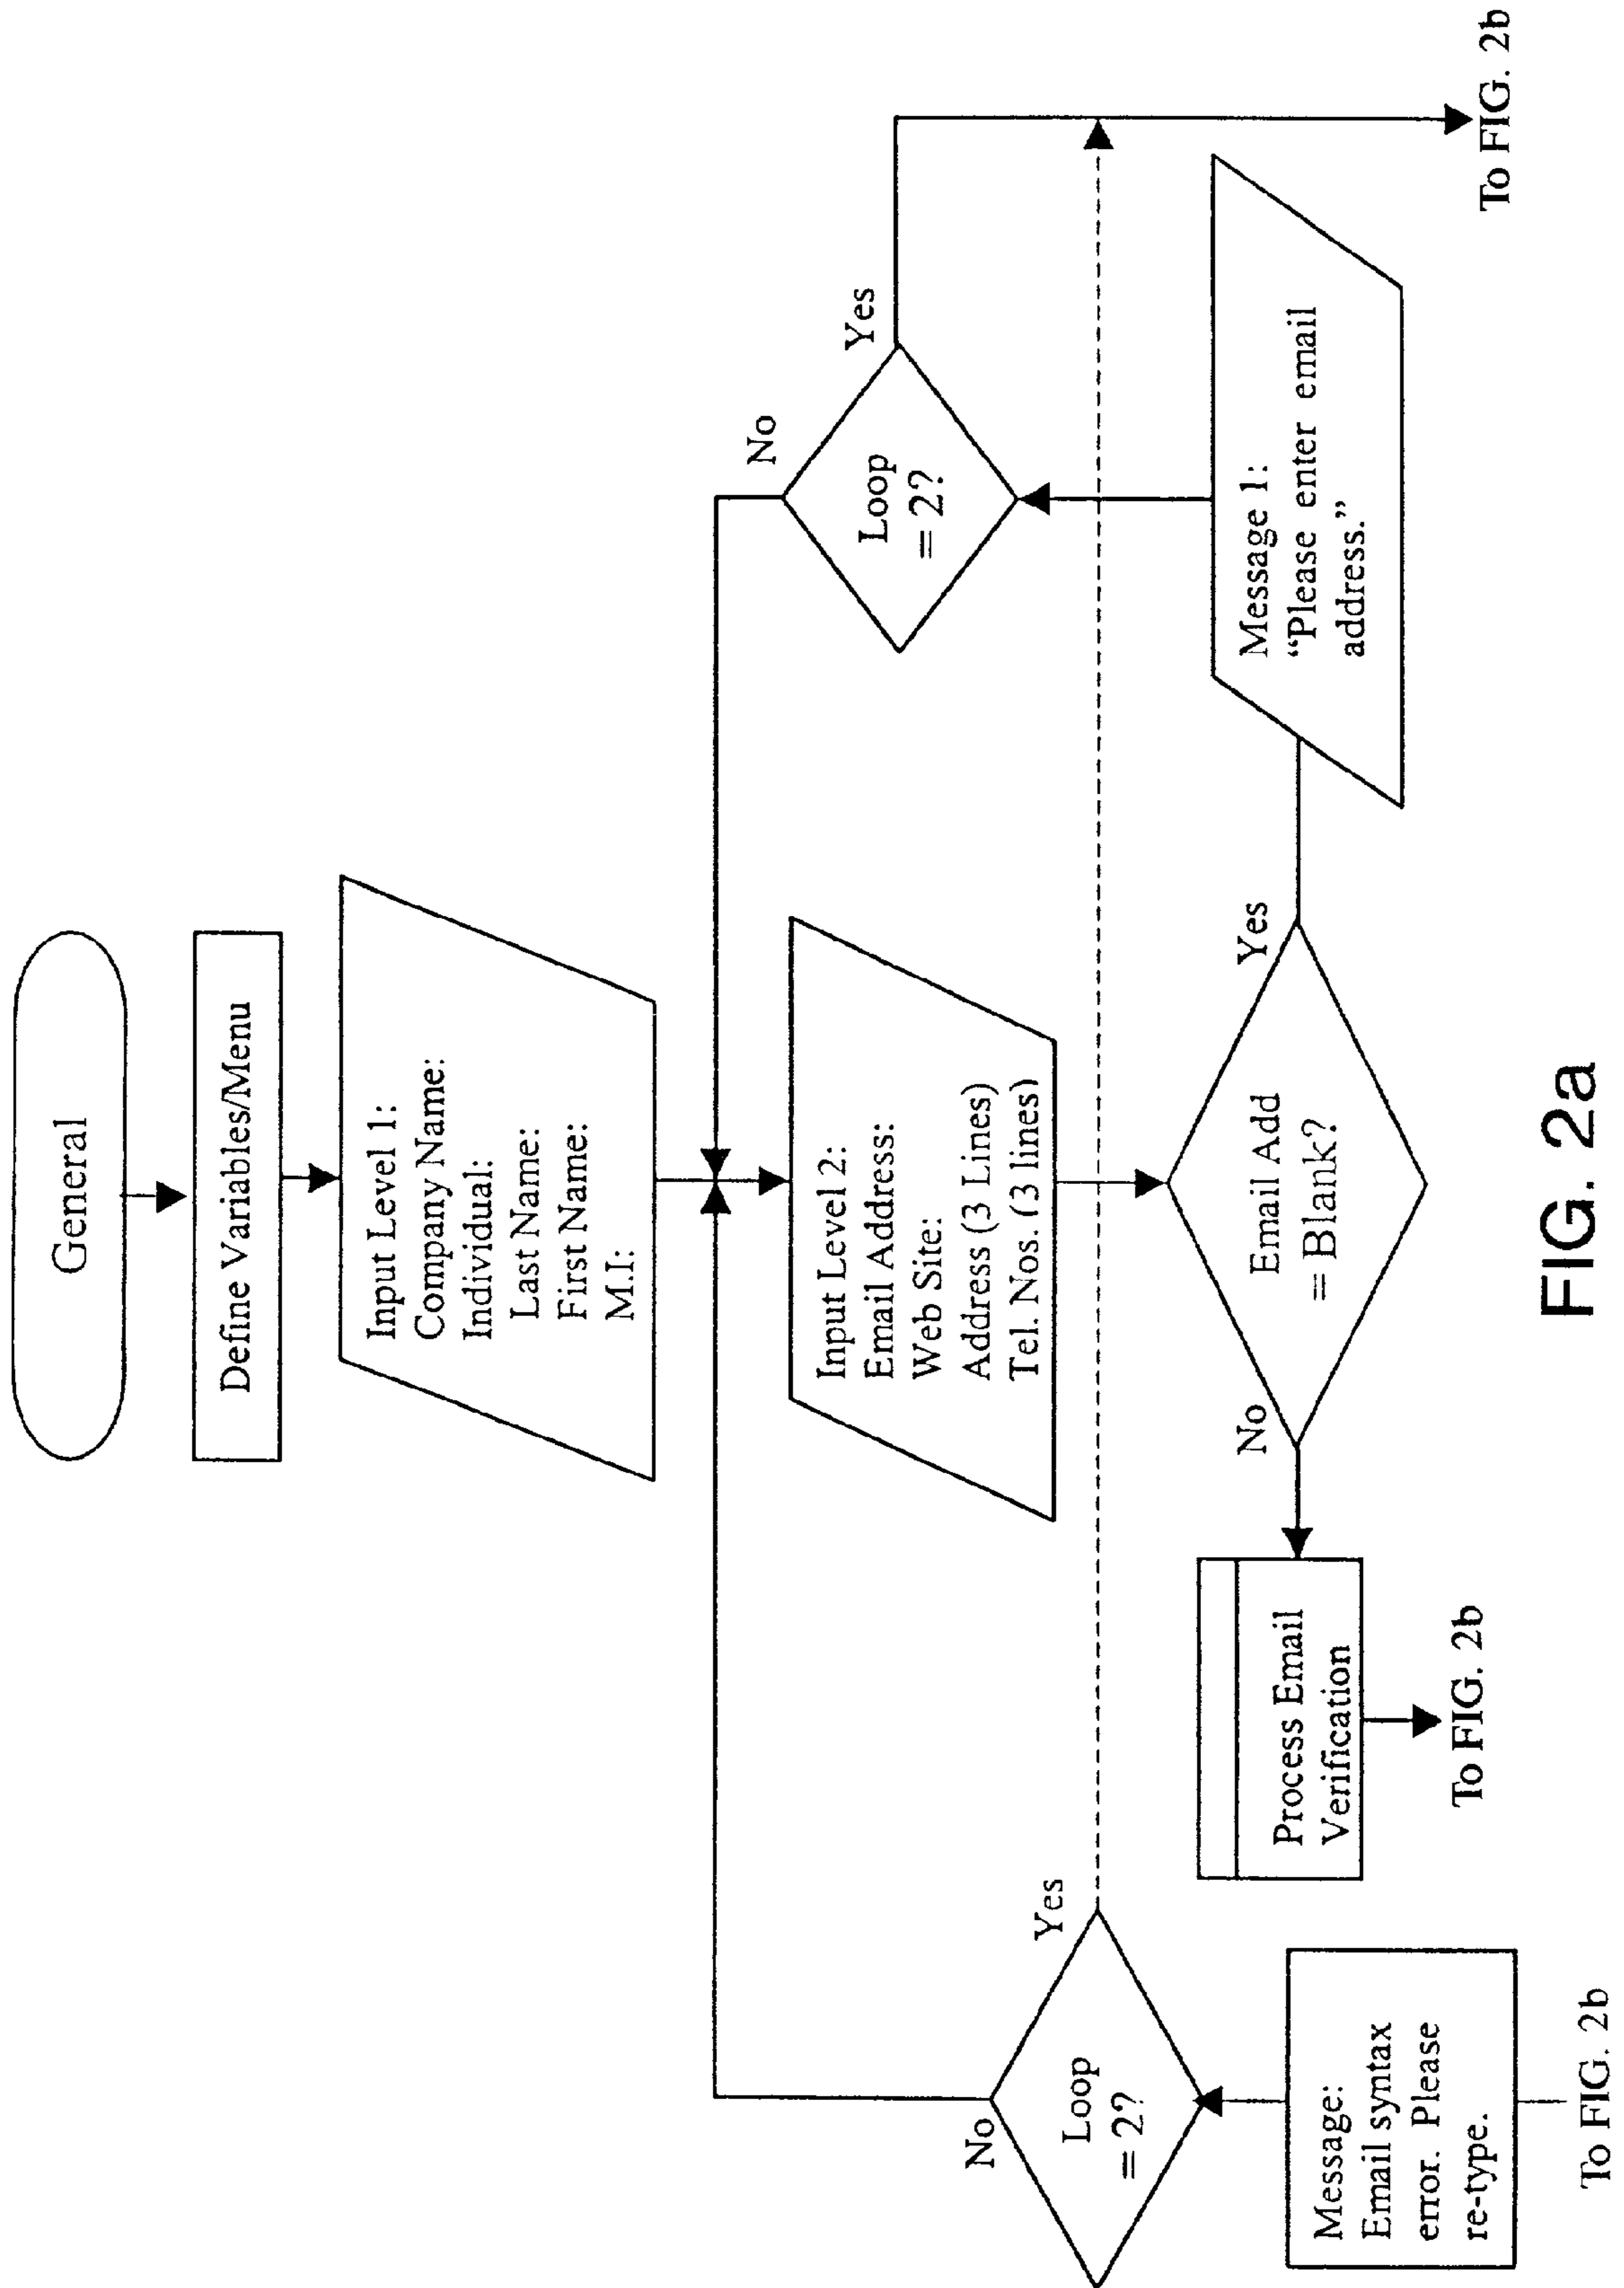 General
Define Variables/Menu
Input Level 1:
Company Name:
Individual:
Last Name:
First Name:
M.I:
Input Level 2:
Email Address:
Web Site:
Address (3 Lines)
Tel. Nos. (3 lines)
No
Loop
= 2?
Yes
No
Loop
= 2?
Yes
Message:
Email syntax
error. Please
re-type.
To FIG. 2b
Process Email
Verification
To FIG. 2b
No
Email Add
= Blank?
Yes
Message 1:
“Please enter email
address.”
To FIG. 2b
FIG. 2a